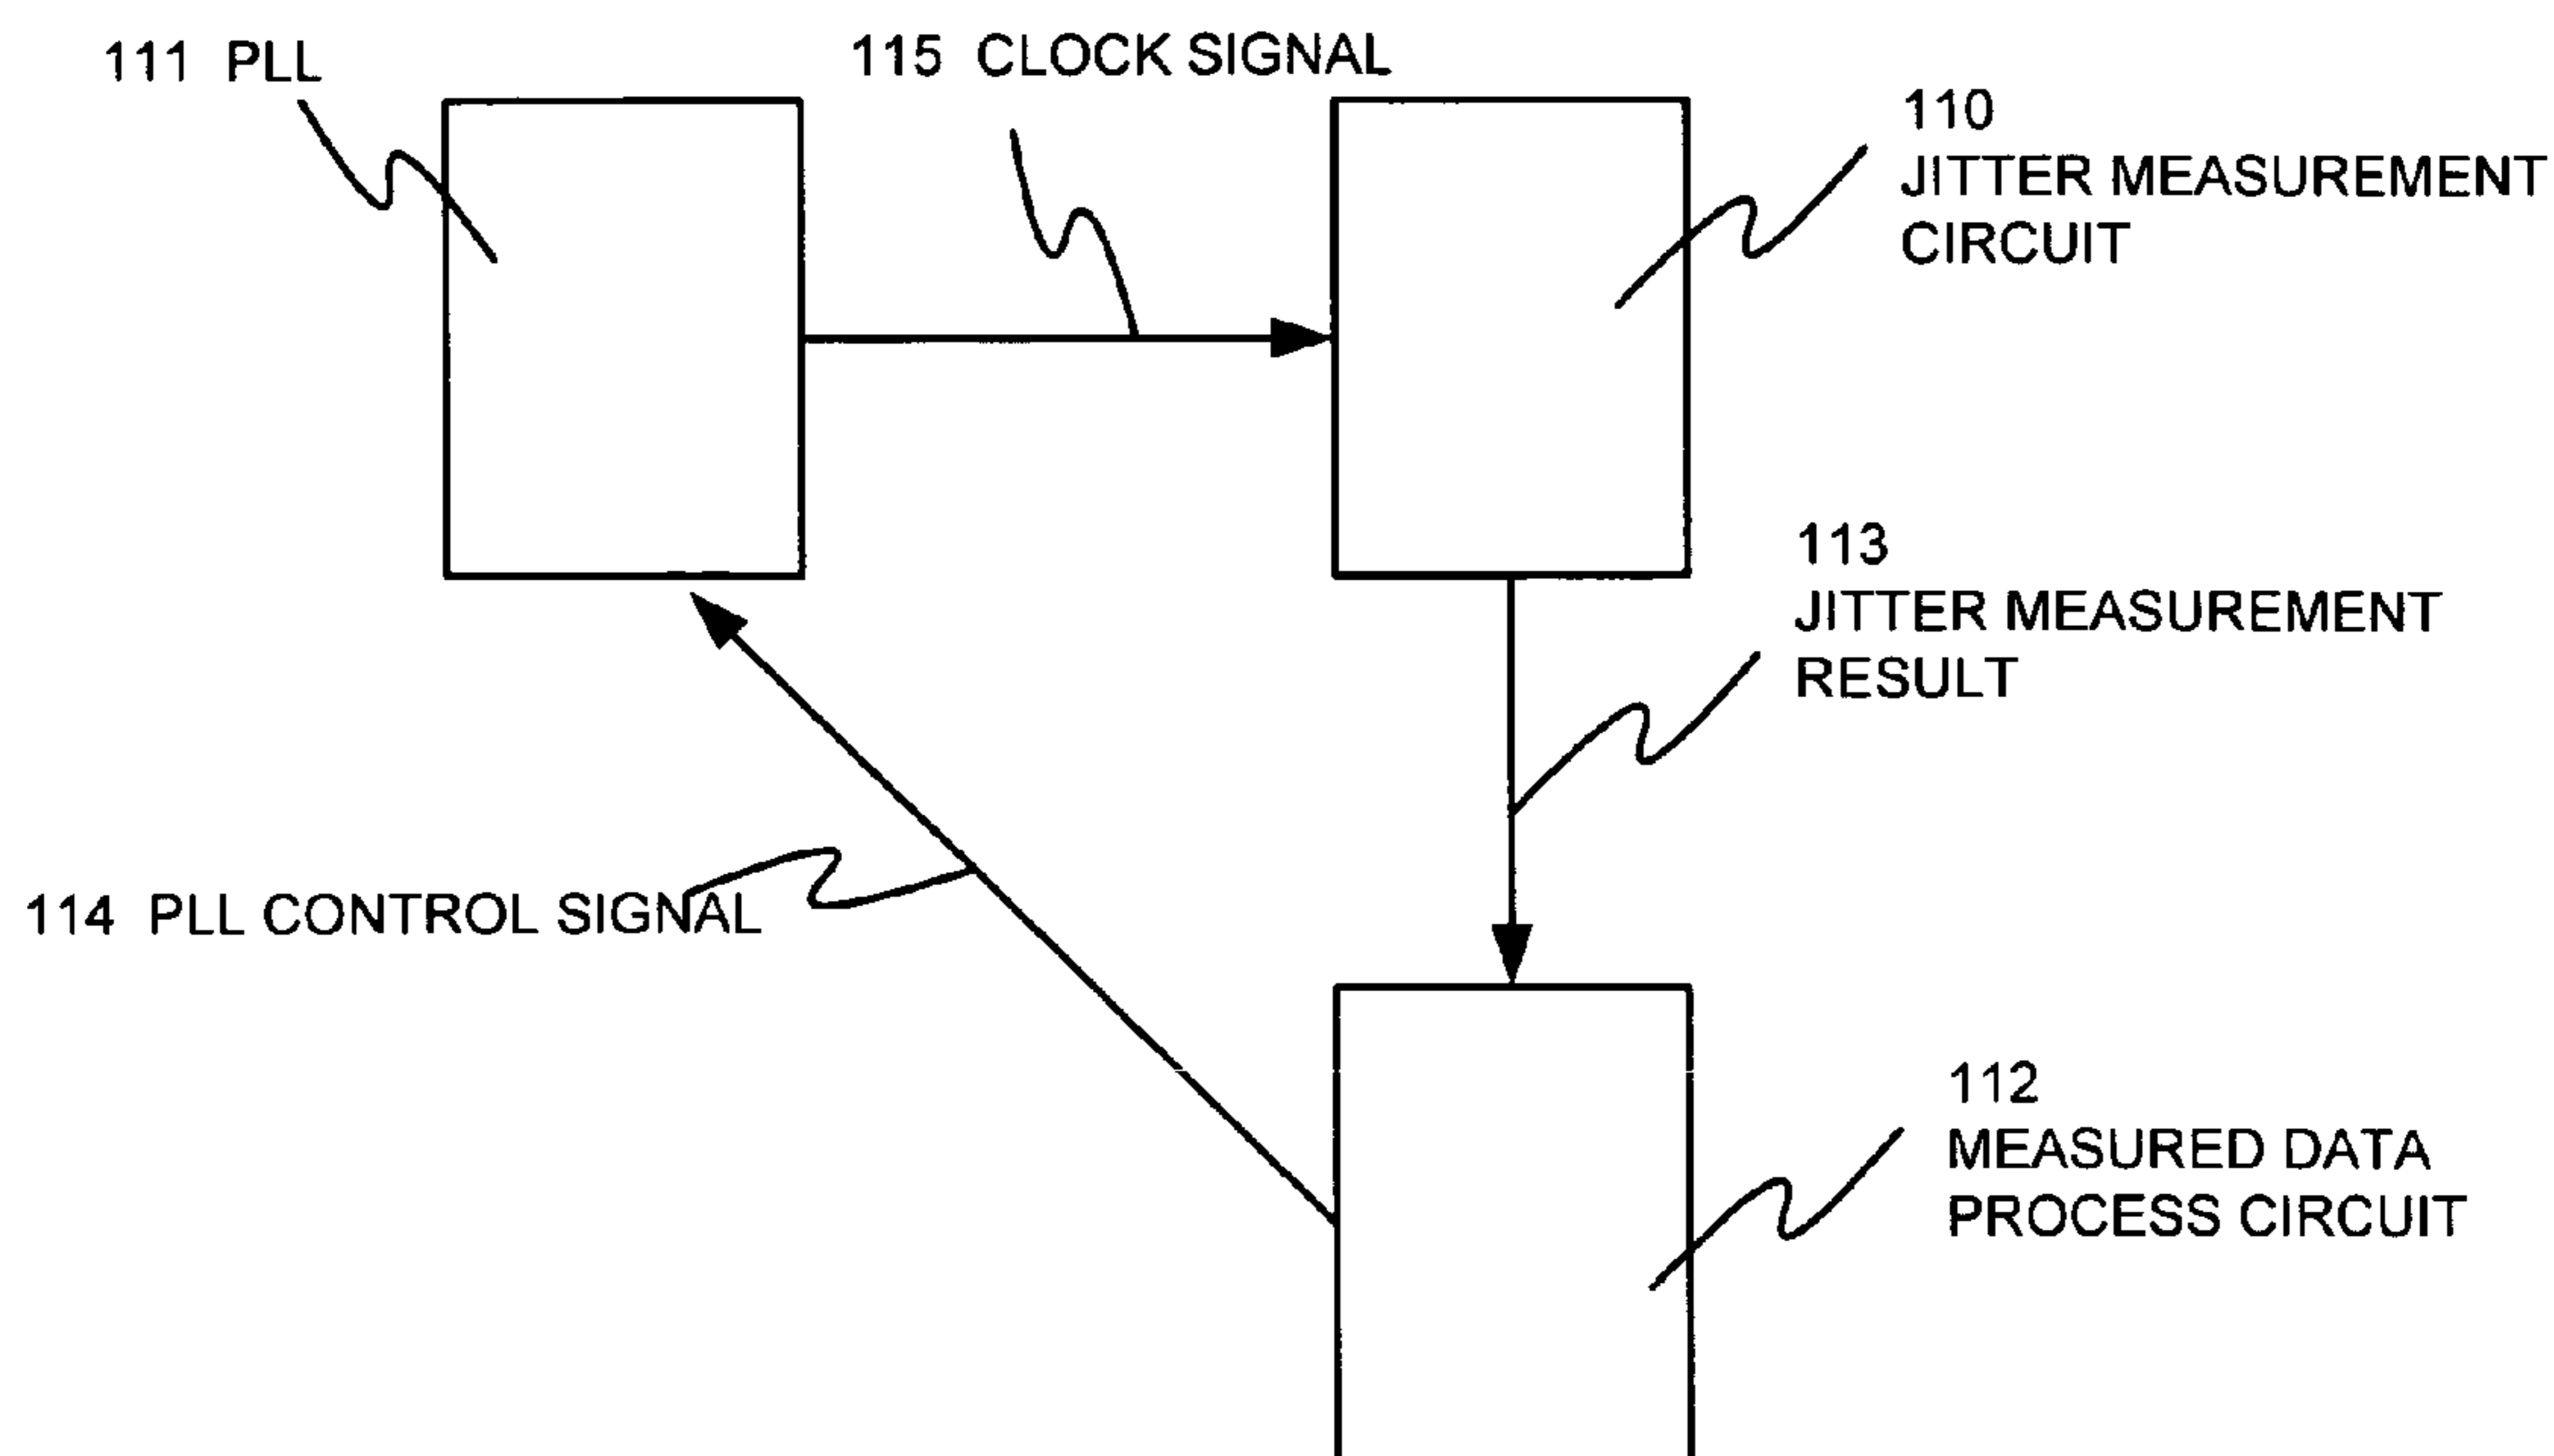 111 PLL
115 CLOCK SIGNAL
110
JITTER MEASUREMENT
CIRCUIT
113
JITTER MEASUREMENT
RESULT
114 PLL CONTROL SIGNAL
112
MEASURED DATA
PROCESS CIRCUIT